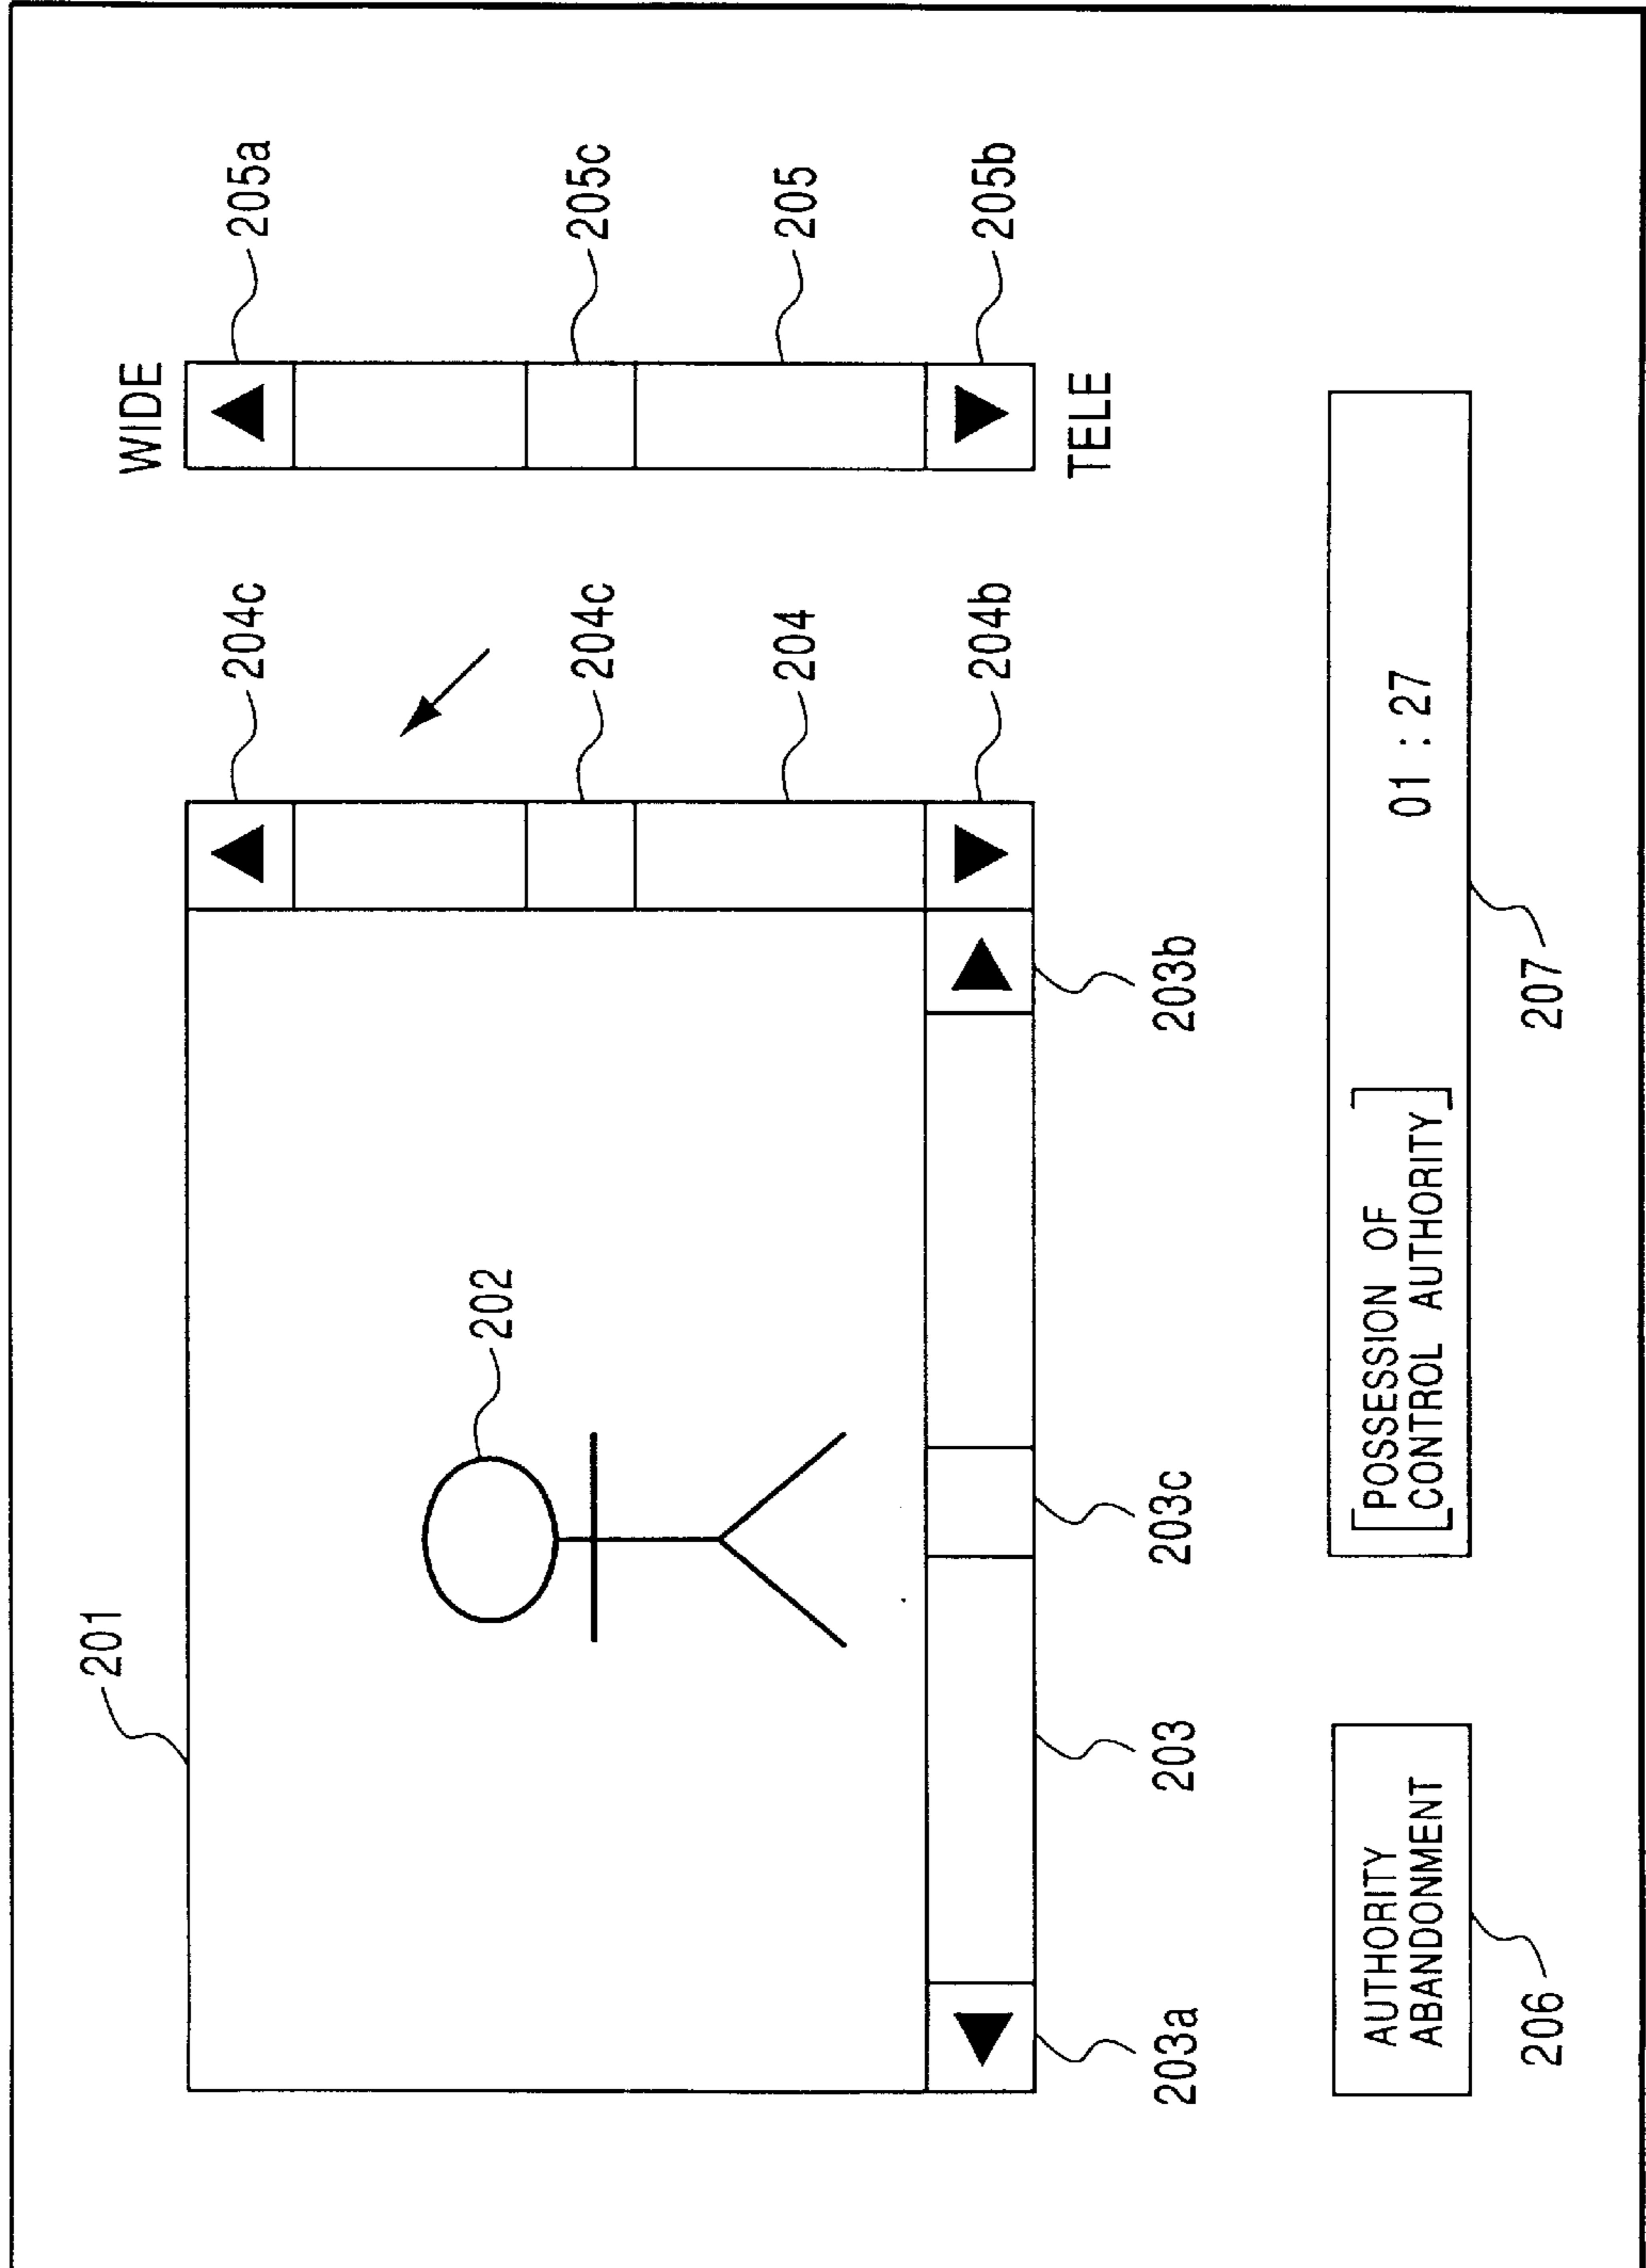 201
202
WIDE
204c
205a
204c
205c
204
205
204b
205b
TELE
203a
203
203c
203b
AUTHORITY
ABANDONMENT
[POSSESSION OF
CONTROL AUTHORITY]
01 : 27
206
207